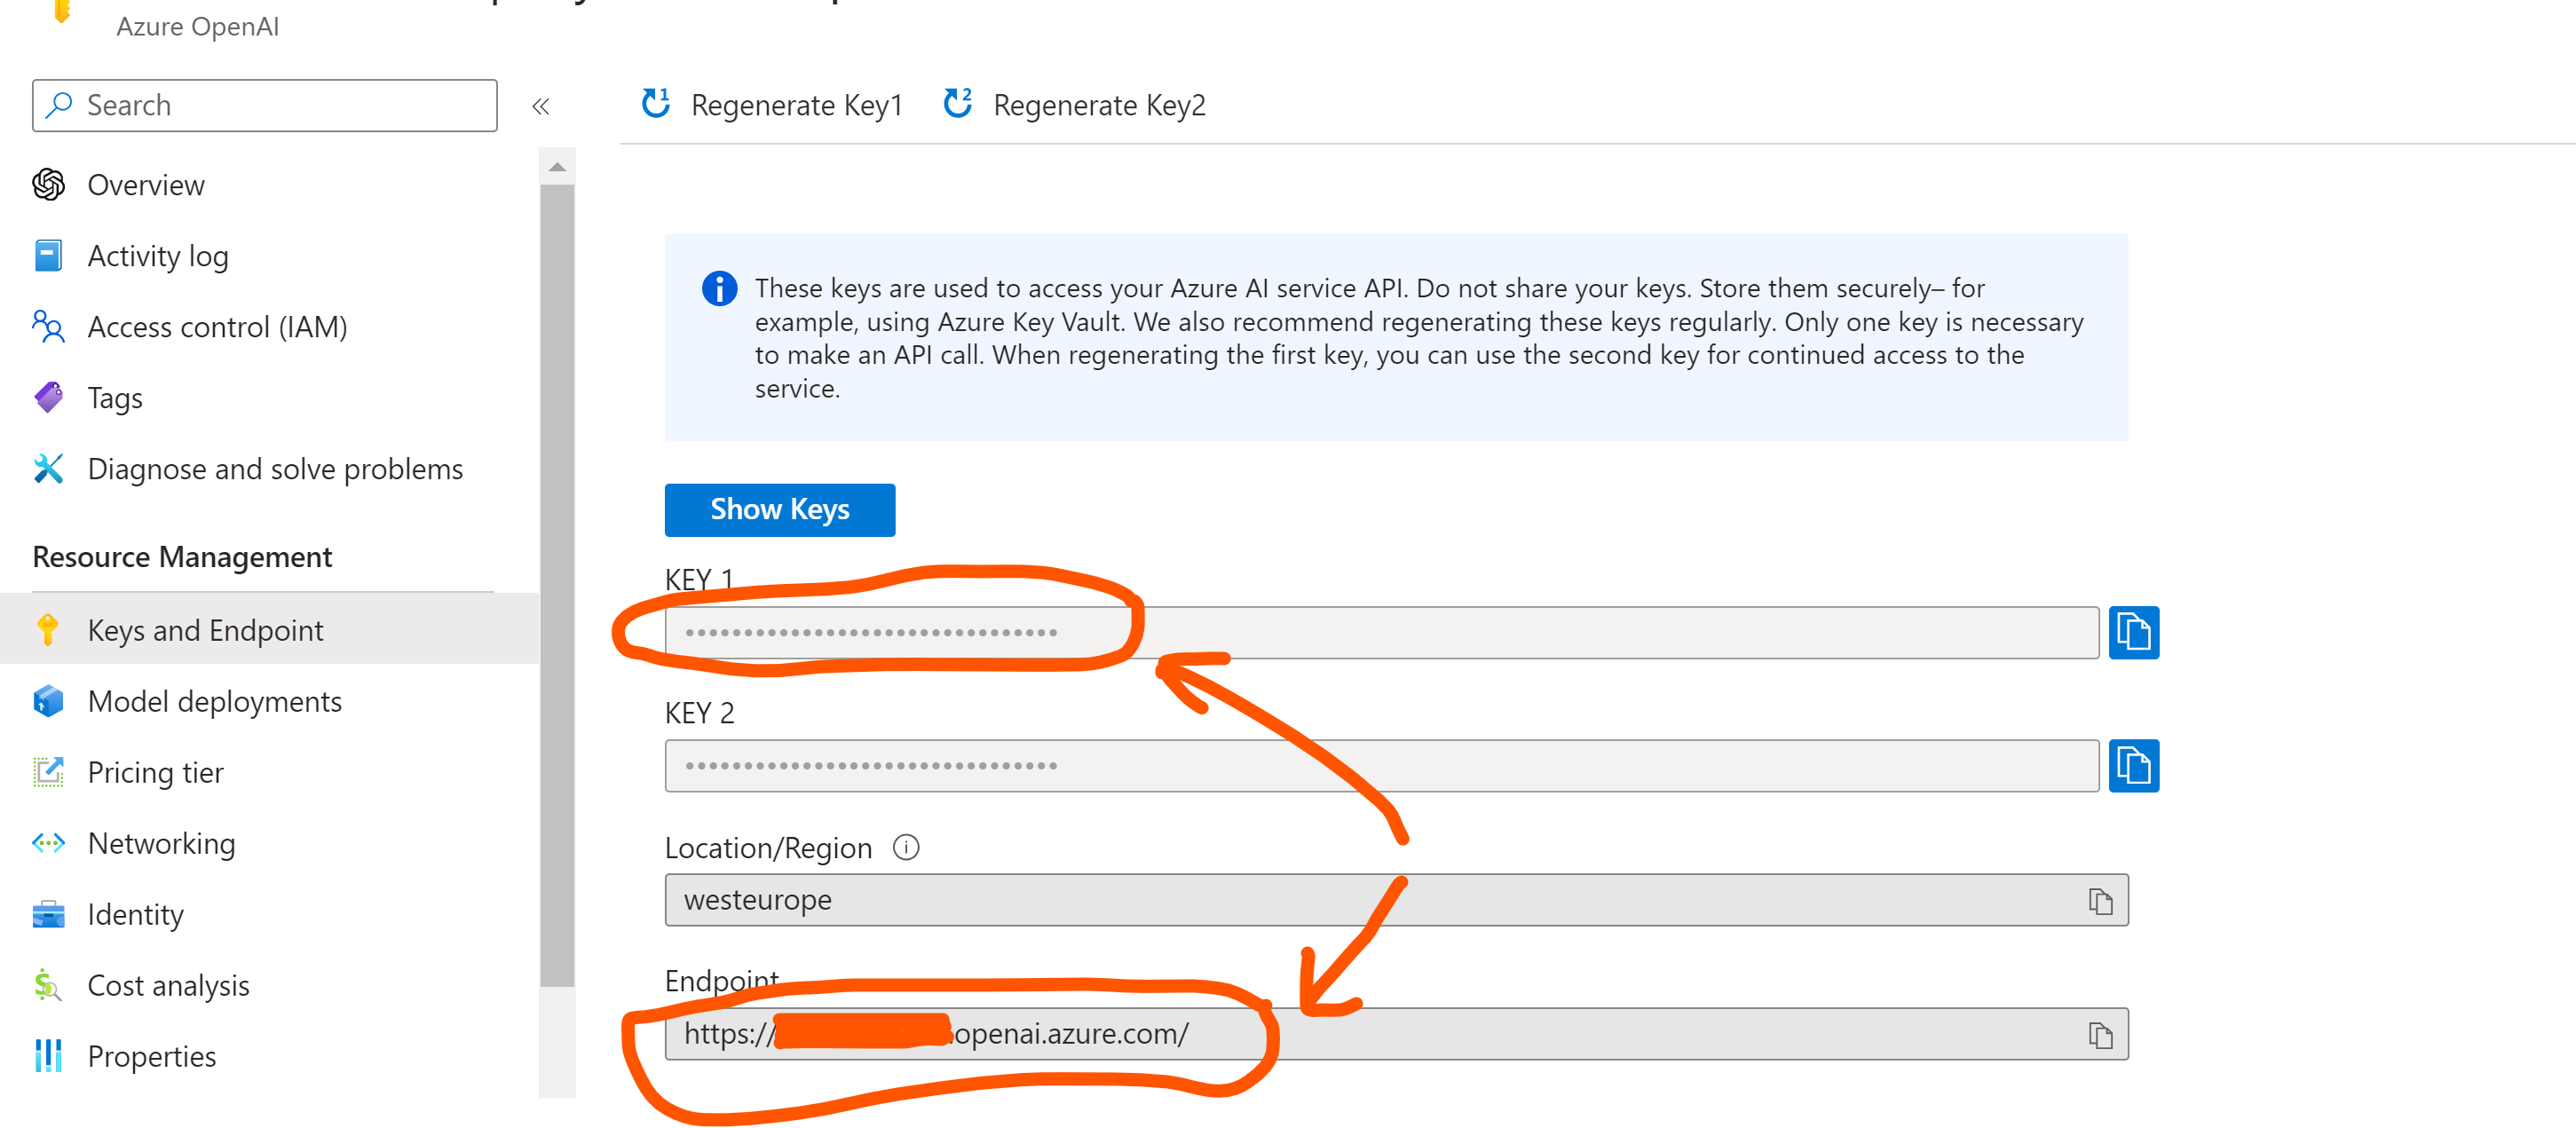 Azure OpenAI
Search
«
Regenerate Key1
Regenerate Key2
Overview
Activity log
Access control (IAM)
Tags
Diagnose and solve problems
Resource Management
Keys and Endpoint
Model deployments
Pricing tier
Networking
Identity
Cost analysis
Properties
These keys are used to access your Azure AI service API. Do not share your keys. Store them securely– for
example, using Azure Key Vault. We also recommend regenerating these keys regularly. Only one key is necessary
to make an API call. When regenerating the first key, you can use the second key for continued access to the
service.
Show Keys
KEY 1
••••••••••••••••••••••••••••••••
KEY 2
••••••••••••••••••••••••••••••••
Location/Region
westeurope
Endpoint
https:// .openai.azure.com/